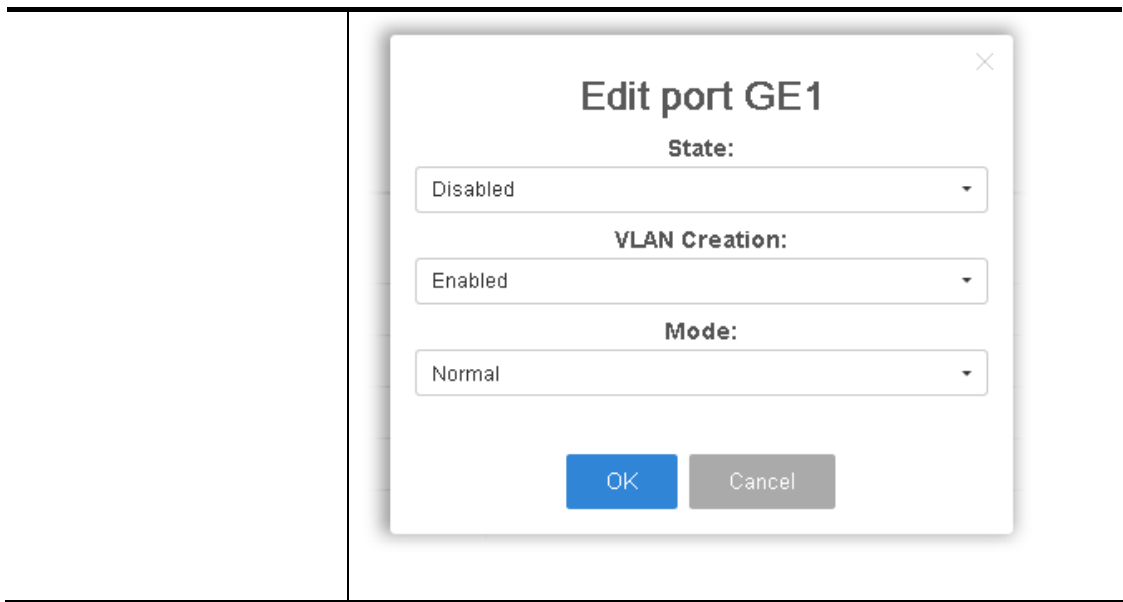 Edit port GE1
State:
Disabled
VLAN Creation:
Enabled
Mode:
Normal
OK
Cancel